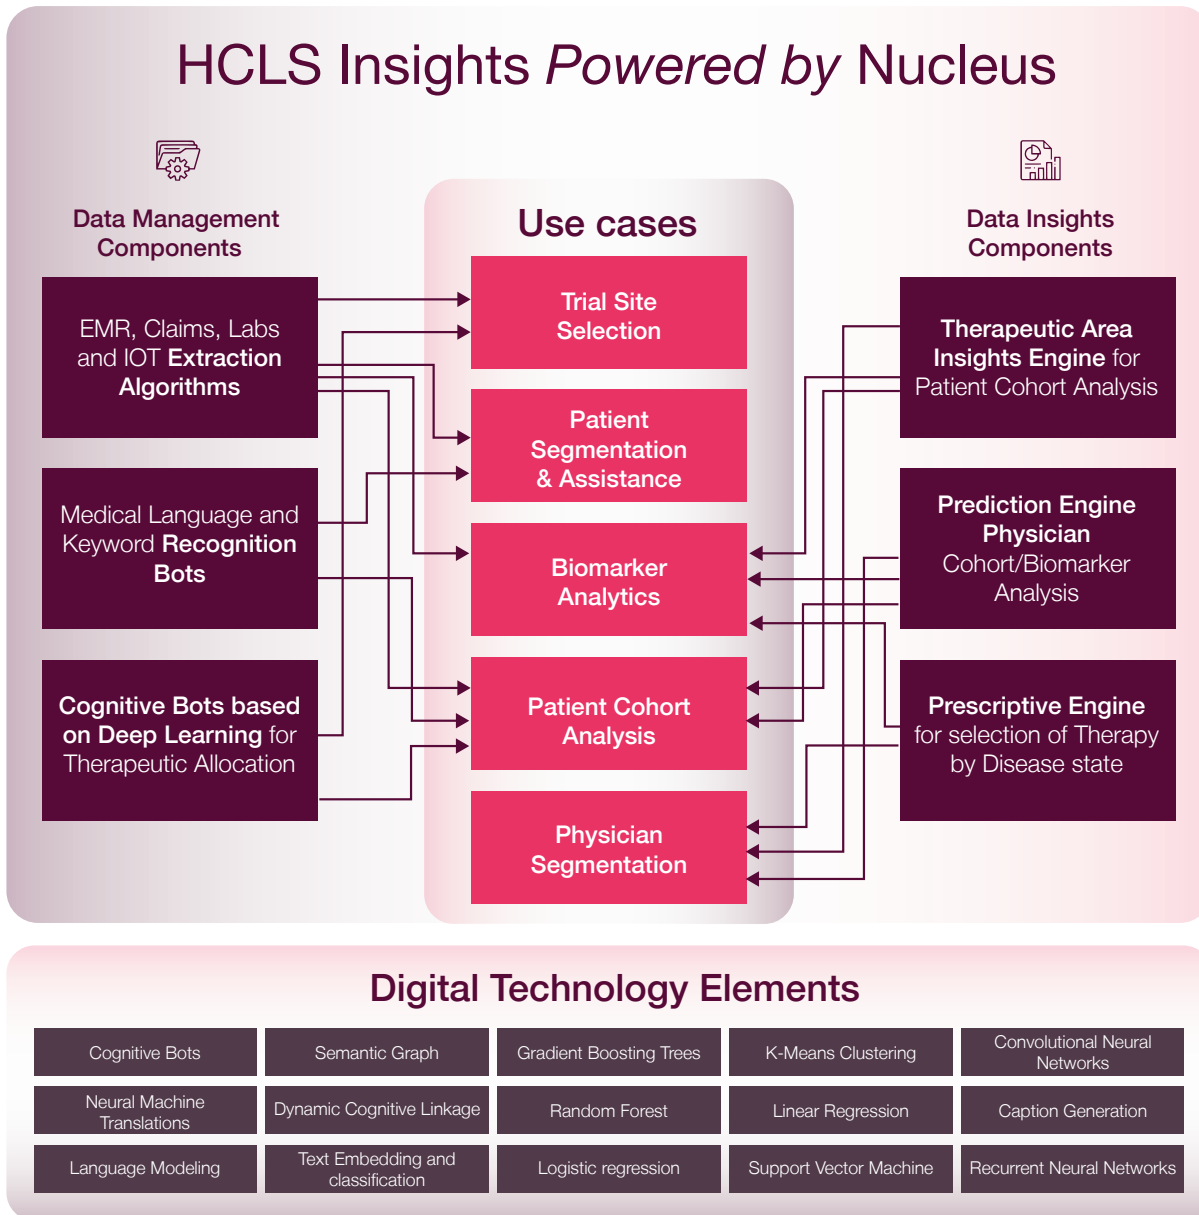 HCLS Insights Powered by Nucleus
Data Management
Components
EMR, Claims, Labs
and IOT Extraction
Algorithms
Medical Language and
Keyword Recognition
Bots
Cognitive Bots based
on Deep Learning for
Therapeutic Allocation
Use cases
Trial Site
Selection
Patient
Segmentation
& Assistance
Biomarker
Analytics
Patient Cohort
Analysis
Physician
Segmentation
Data Insights
Components
Therapeutic Area
Insights Engine for
Patient Cohort Analysis
Prediction Engine
Physician
Cohort/Biomarker
Analysis
Prescriptive Engine
for selection of Therapy
by Disease state
Digital Technology Elements
Cognitive Bots
Semantic Graph
Gradient Boosting Trees
K-Means Clustering
Convolutional Neural
Networks
Neural Machine
Translations
Dynamic Cognitive Linkage
Random Forest
Linear Regression
Caption Generation
Language Modeling
Text Embedding and
classification
Logistic regression
Support Vector Machine
Recurrent Neural Networks